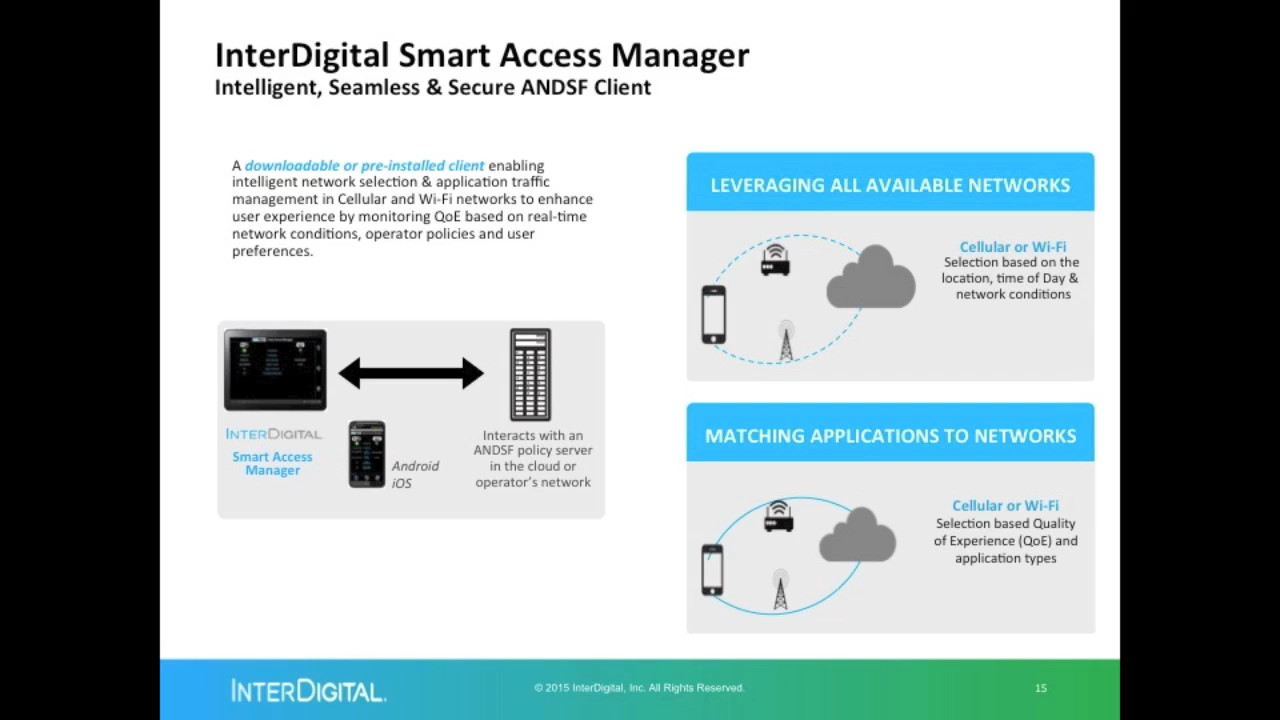 InterDigital Smart Access Manager
Intelligent, Seamless & Secure ANDSF Client
A downloadable or pre-installed client enabling
intelligent network selection & application traffic
management in Cellular and Wi-Fi networks to enhance
user experience by monitoring QoE based on real-time
network conditions, operator policies and user
preferences.
INTERDIGITAL
Smart Access
Manager
Android
iOS
Interacts with an
ANDSF policy server
in the cloud or
operator's network
LEVERAGING ALL AVAILABLE NETWORKS
Cellular or Wi-Fi
Selection based on the
location, time of Day &
network conditions
MATCHING APPLICATIONS TO NETWORKS
Cellular or Wi-Fi
Selection based Quality
of Experience (QoE) and
application types
INTERDIGITAL.
© 2015 InterDigital, Inc. All Rights Reserved.
15